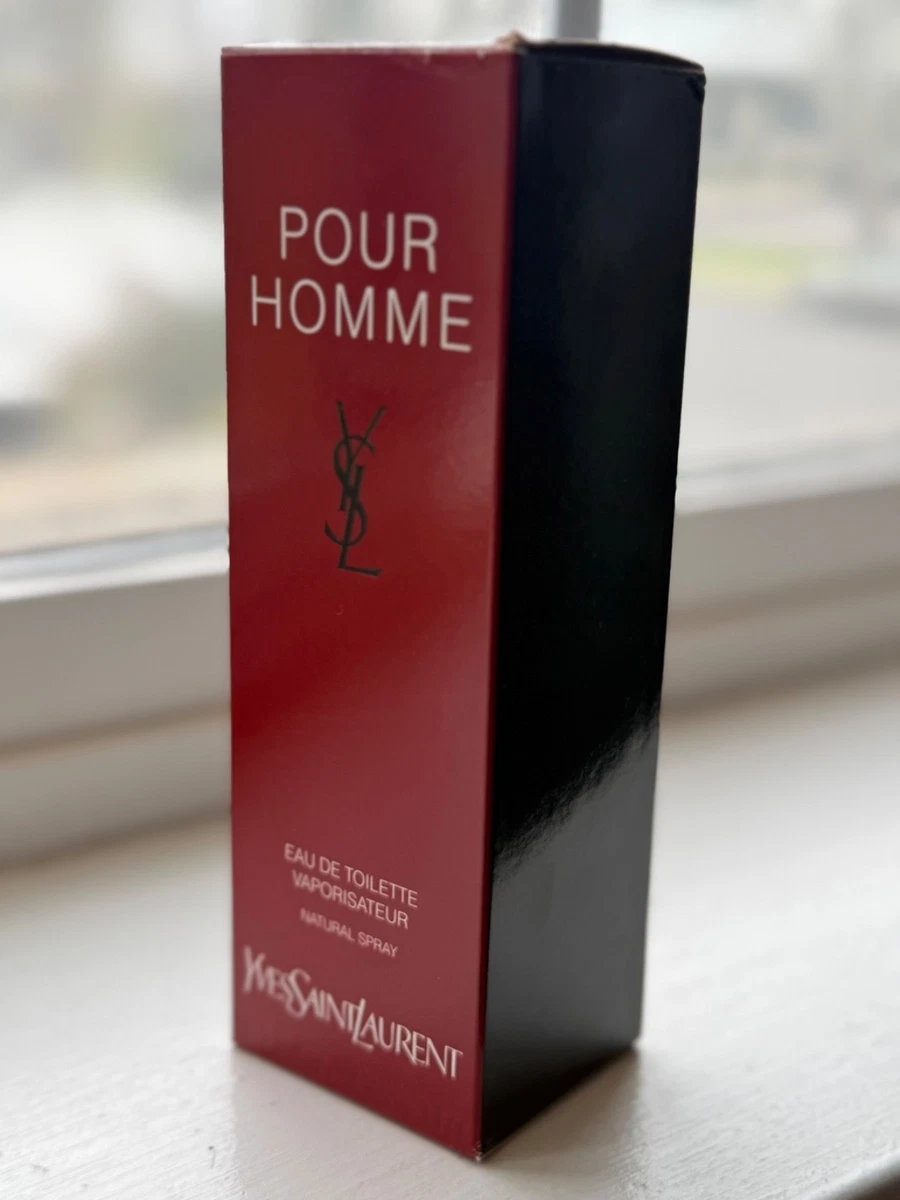 POUR
HOMME
YSL
EAU DE TOILETTE
VAPORISATEUR
NATURAL SPRAY
YVESSAINTLAURENT